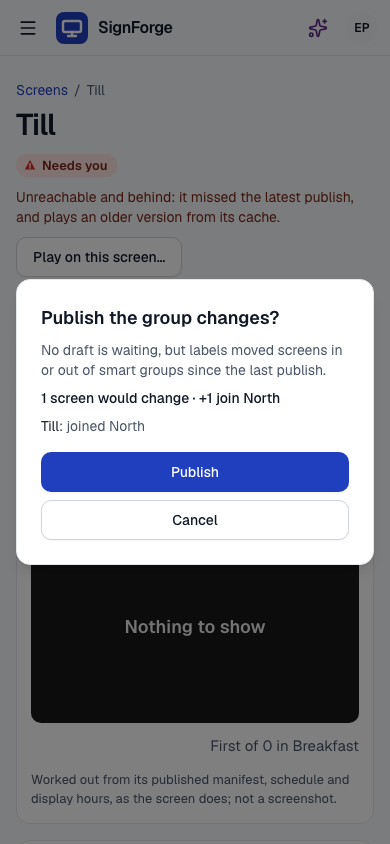 SignForge
EP
Screens / Till
Till
Needs you
Unreachable and behind: it missed the latest publish,
and plays an older version from its cache.
Play on this screen…
Publish the group changes?
No draft is waiting, but labels moved screens in
or out of smart groups since the last publish.
1 screen would change · +1 join North
Till: joined North
Publish
Cancel
Nothing to show
First of 0 in Breakfast
Worked out from its published manifest, schedule and
display hours, as the screen does; not a screenshot.